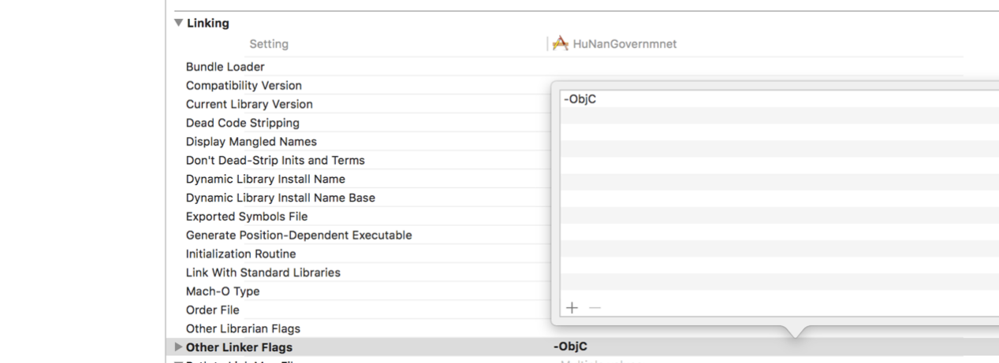 Linking
Setting HuNanGovernmnet
Bundle Loader
Compatibility Version
-ObjC
Current Library Version
Dead Code Stripping
Display Mangled Names
Don't Dead-Strip Inits and Terms
Dynamic Library Install Name
Dynamic Library Install Name Base
Exported Symbols File
Generate Position-Dependent Executable
Initialization Routine
Link With Standard Libraries
Mach-O Type
Order File
Other Librarian Flags
Other Linker Flags -ObjC